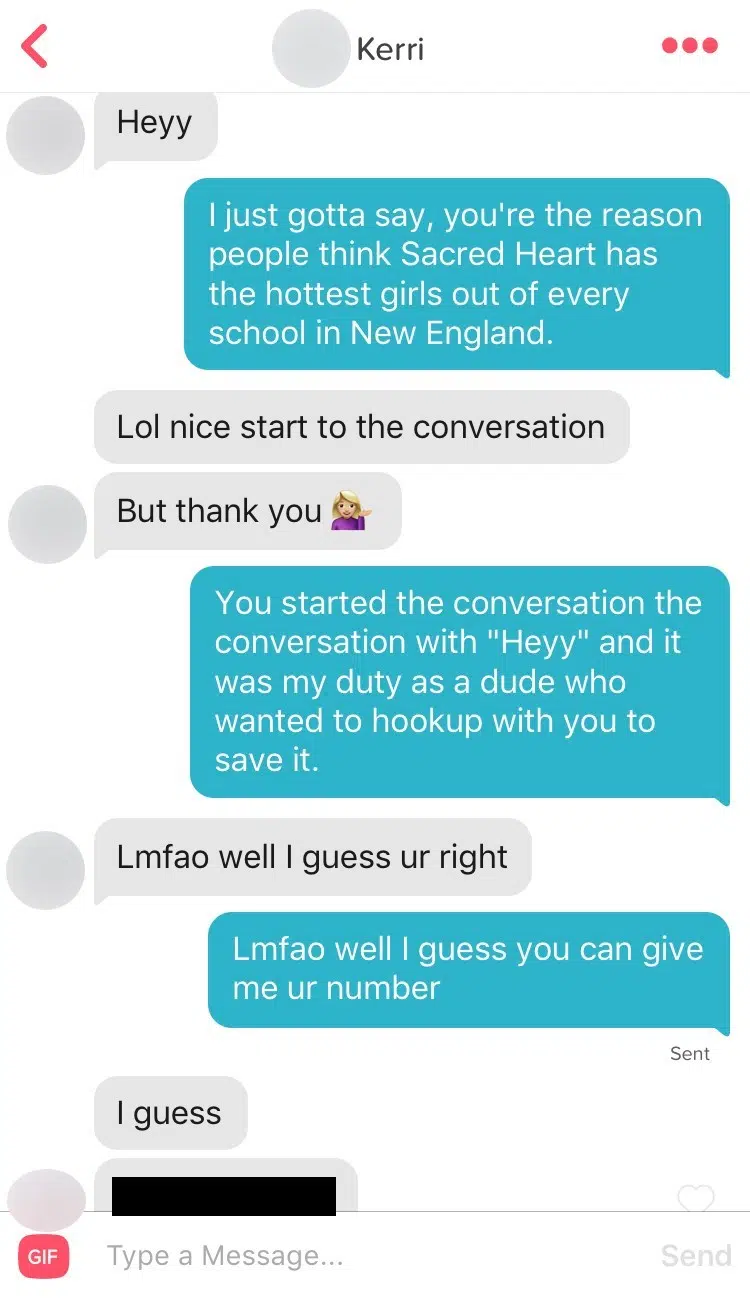 Kerri
Heyy
I just gotta say, you're the reason
people think Sacred Heart has
the hottest girls out of every
school in New England.
Lol nice start to the conversation
But thank you 💁🏼‍♀️
You started the conversation the
conversation with "Heyy" and it
was my duty as a dude who
wanted to hookup with you to
save it.
Lmfao well I guess ur right
Lmfao well I guess you can give
me ur number
Sent
I guess
GIF
Type a Message...
Send